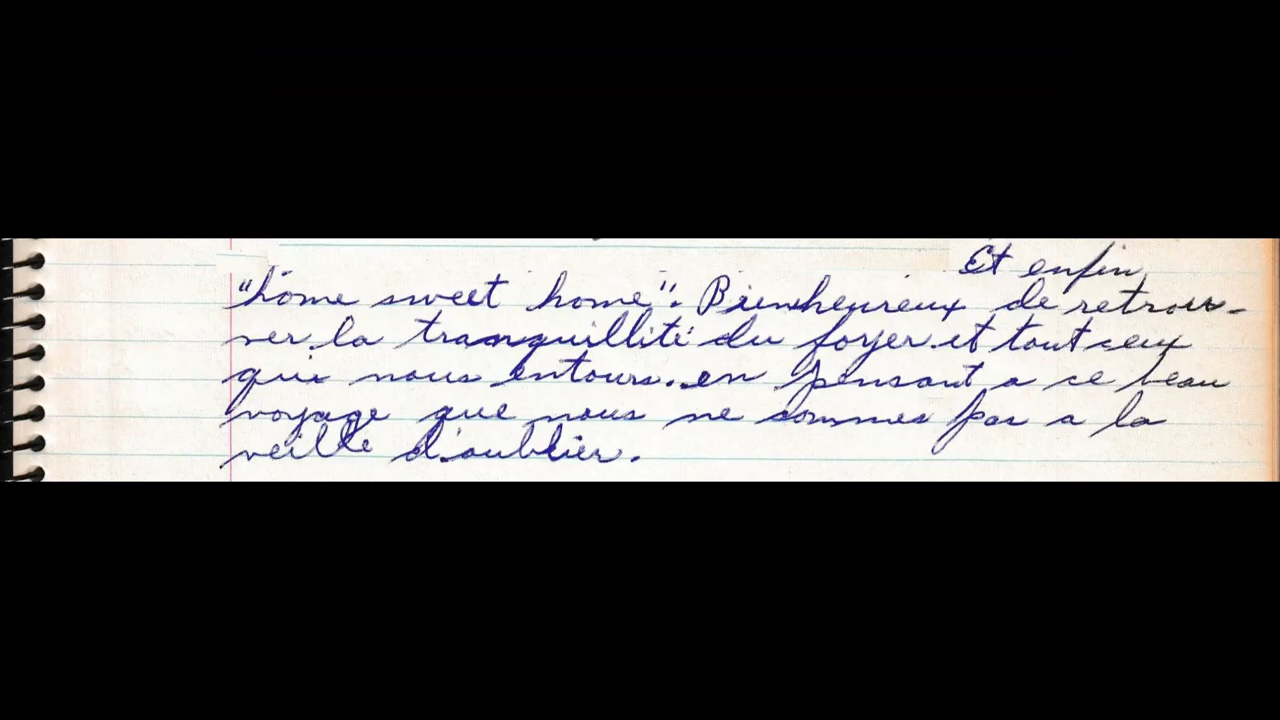 Et enfin
"home sweet home". Bienheureux de retrou-
ver la tranquillité du foyer et tout ceux
qui nous entours. en pensant a ce beau
voyage que nous ne sommes pas a la
veille d'oublier.